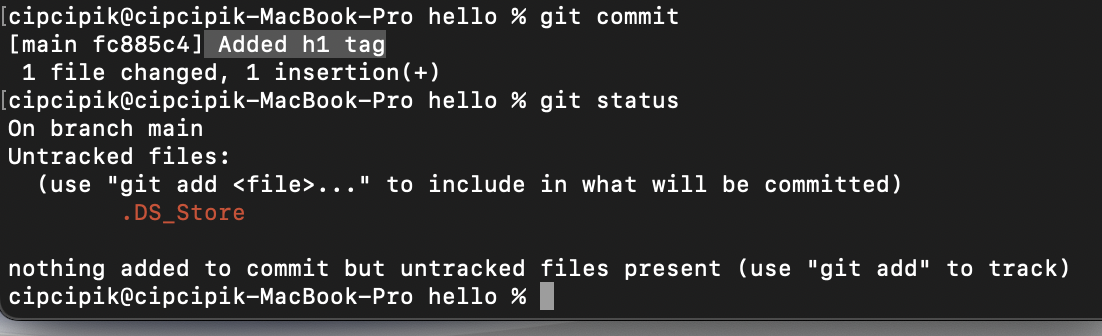 [cipcipik@cipcipik-MacBook-Pro hello % git commit
[main fc885c4] Added h1 tag
 1 file changed, 1 insertion(+)
[cipcipik@cipcipik-MacBook-Pro hello % git status
On branch main
Untracked files:
  (use "git add <file>..." to include in what will be committed)
        .DS_Store

nothing added to commit but untracked files present (use "git add" to track)
cipcipik@cipcipik-MacBook-Pro hello %